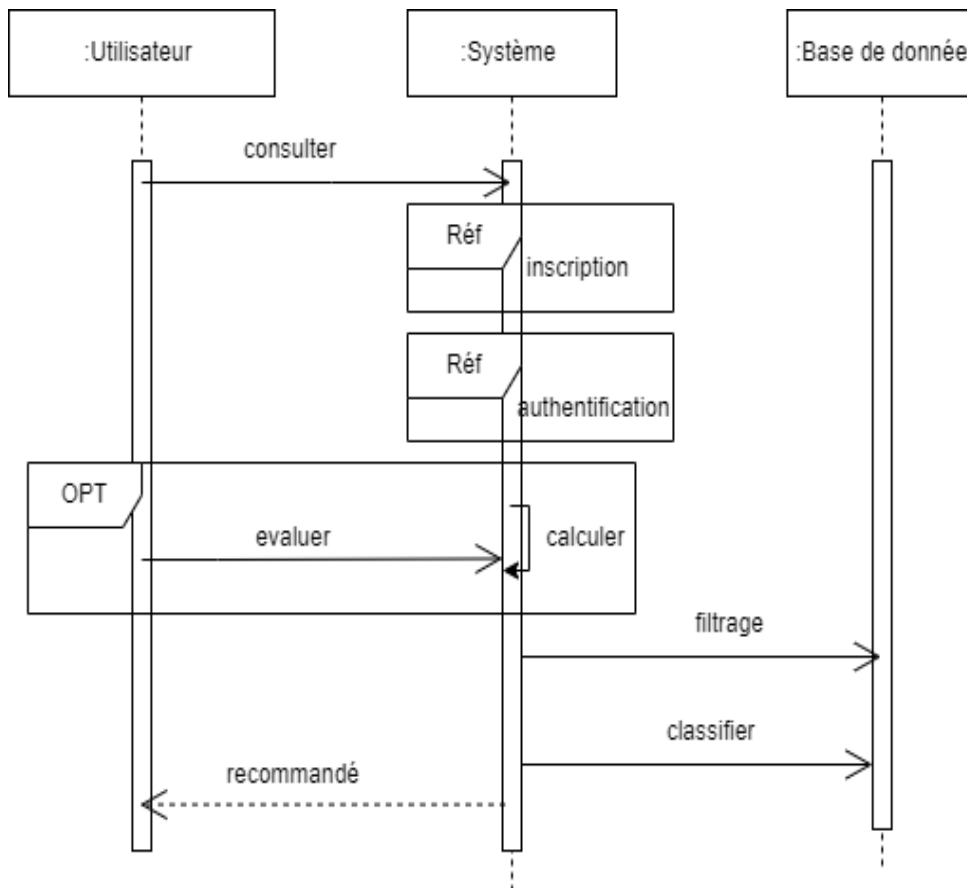 :Utilisateur
:Système
:Base de donnée
consulter
Réf
inscription
Réf
authentification
OPT
evaluer
calculer
filtrage
classifier
recommandé